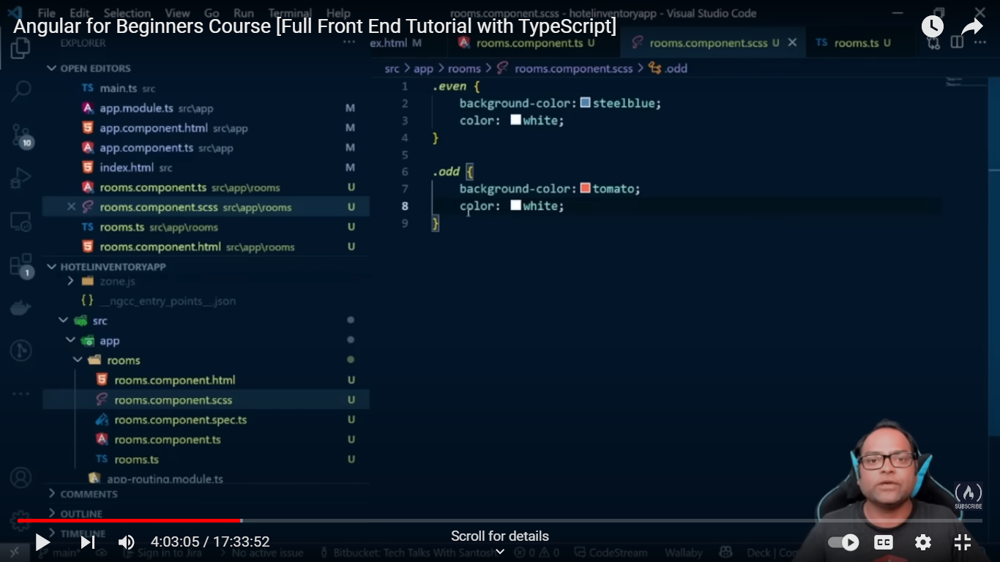 File Edit Selection View Go Run Terminal Help rooms.component.scss - hotelinventoryapp - Visual Studio Code
Angular for Beginners Course [Full Front End Tutorial with TypeScript]
EXPLORER
ex.html M rooms.component.ts U rooms.component.scss U TS rooms.ts U
OPEN EDITORS
src > app > rooms > rooms.component.scss > .odd
TS main.ts src
app.module.ts src\app M
app.component.html src\app M
app.component.ts src\app M
index.html src M
rooms.component.ts src\app\rooms U
rooms.component.scss src\app\rooms U
TS rooms.ts src\app\rooms U
rooms.component.html src\app\rooms U
10
1
HOTELINVENTORYAPP
zone.js
{} __ngcc_entry_points__.json
src
app
rooms
rooms.component.html U
rooms.component.scss U
rooms.component.spec.ts U
rooms.component.ts U
TS rooms.ts U
app-routing.module.ts
COMMENTS
OUTLINE
TIMELINE
1 .even {
2 background-color: steelblue;
3 color: white;
4 }
5
6 .odd {
7 background-color: tomato;
8 color: white;
9 }
SUBSCRIBE
Scroll for details
4:03:05 / 17:33:52
CC
main* Sign in to Jira No active issue Bitbucket: Tech Talks With Santosh 0 0 CodeStream Wallaby Deck